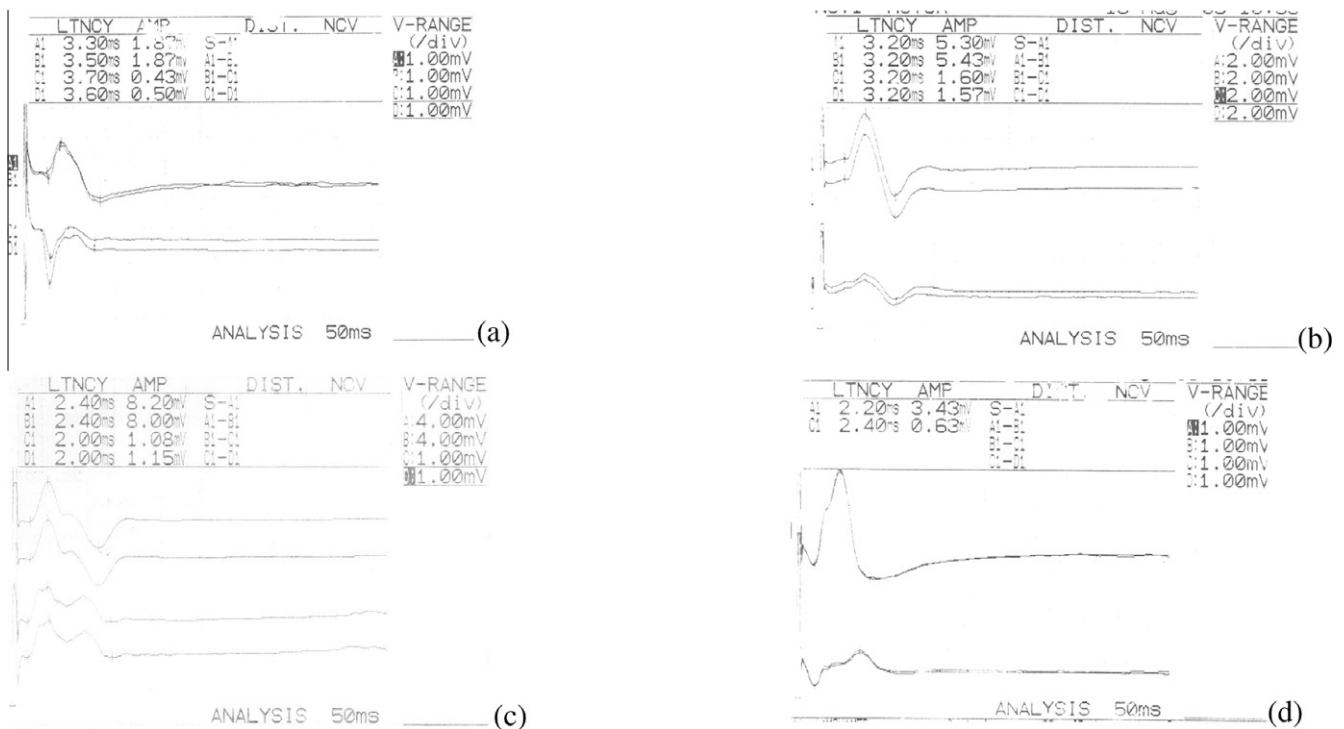 LTNCY AMP DIST. NCV V-RANGE
(/div)
A1 3.30ms 1.87mV S-A1
B1 3.50ms 1.87mV A1-B1
C1 3.70ms 0.43mV B1-C1
D1 3.60ms 0.50mV C1-D1
1.00mV
B:1.00mV
C:1.00mV
D:1.00mV
ANALYSIS 50ms
(a)
LTNCY AMP DIST. NCV V-RANGE
(/div)
A1 3.20ms 5.30mV S-A1
B1 3.20ms 5.43mV A1-B1
C1 3.20ms 1.60mV B1-C1
D1 3.20ms 1.57mV C1-D1
A:2.00mV
B:2.00mV
2.00mV
D:2.00mV
ANALYSIS 50ms
(b)
LTNCY AMP DIST. NCV V-RANGE
(/div)
A1 2.40ms 8.20mV S-A1
B1 2.40ms 8.00mV A1-B1
C1 2.00ms 1.08mV B1-C1
D1 2.00ms 1.15mV C1-D1
A:4.00mV
B:4.00mV
C:1.00mV
1.00mV
ANALYSIS 50ms
(c)
LTNCY AMP DIST. NCV V-RANGE
(/div)
A1 2.20ms 3.43mV S-A1
C1 2.40ms 0.63mV A1-B1
B1-C1
C1-D1
1.00mV
B:1.00mV
C:1.00mV
D:1.00mV
ANALYSIS 50ms
(d)